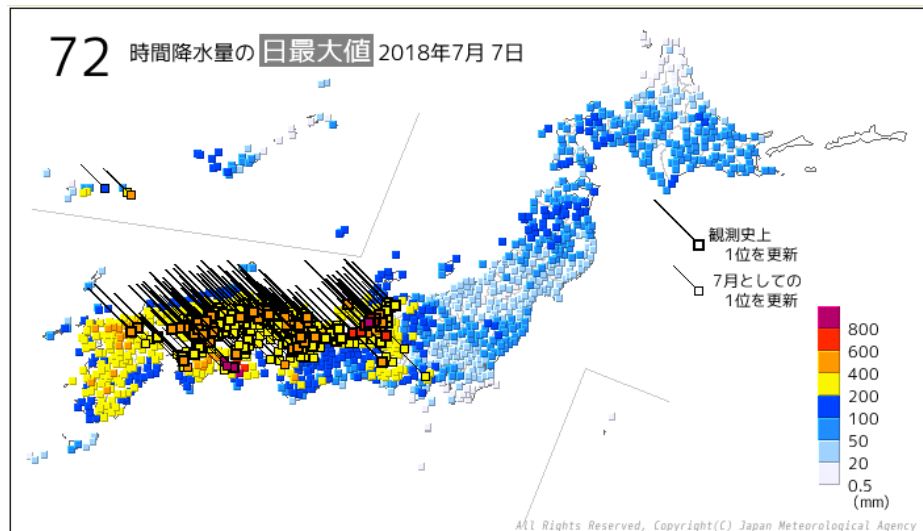 72 時間降水量の 日最大値 2018年7月 7日
観測史上
1位を更新
7月としての
1位を更新
800
600
400
200
100
50
20
0.5
(mm)
All Rights Reserved, Copyright(C) Japan Meteorological Agency